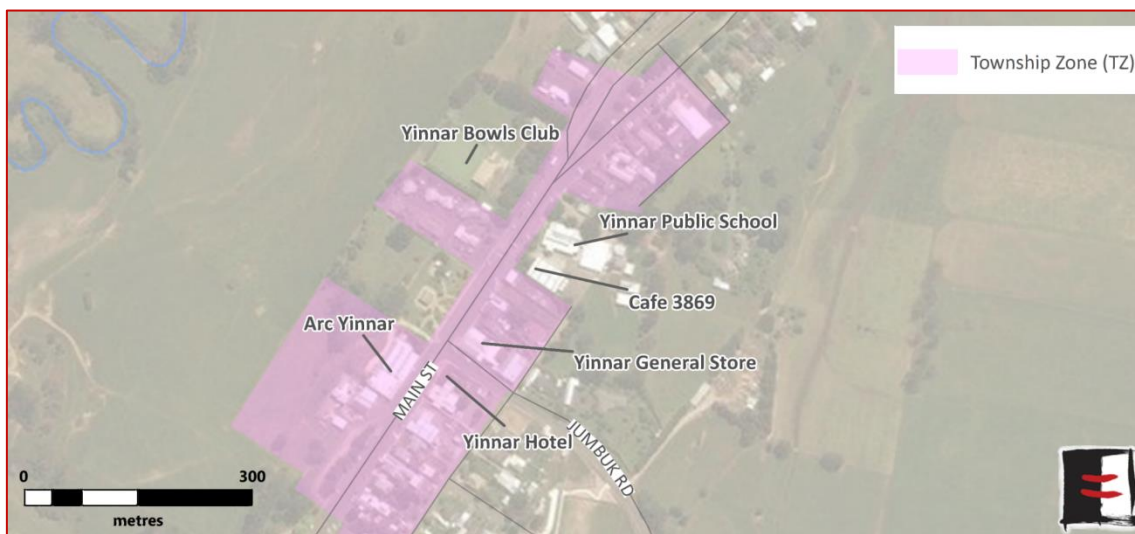 Township Zone (TZ)
Yinnar Bowls Club
Yinnar Public School
Cafe 3869
Arc Yinnar
Yinnar General Store
MAIN ST
Yinnar Hotel
JUMBUK RD
0 300
metres